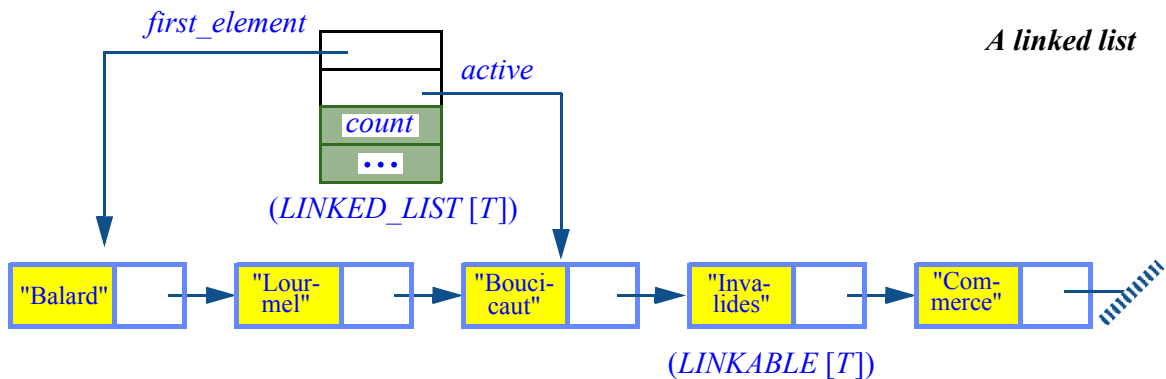 first_element
A linked list
active
count
...
(LINKED_LIST [T])
"Balard"
"Lour-
mel"
"Bouci-
caut"
"Inva-
lides"
"Com-
merce"
(LINKABLE [T])